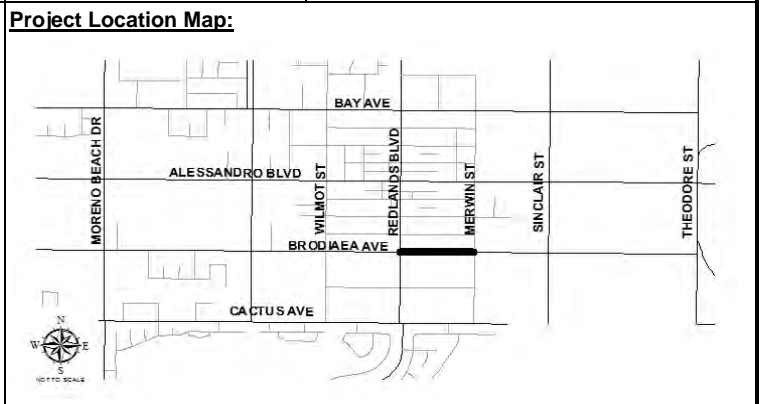 Project Location Map:
BAY AVE
MORENO BEACH DR
ALESSANDRO BLVD
WILMOT ST
REDLANDS BLVD
MERWIN ST
SINCLAIR ST
THEODORE ST
BRODIAEA AVE
CACTUS AVE
N
W E
S
NOT TO SCALE